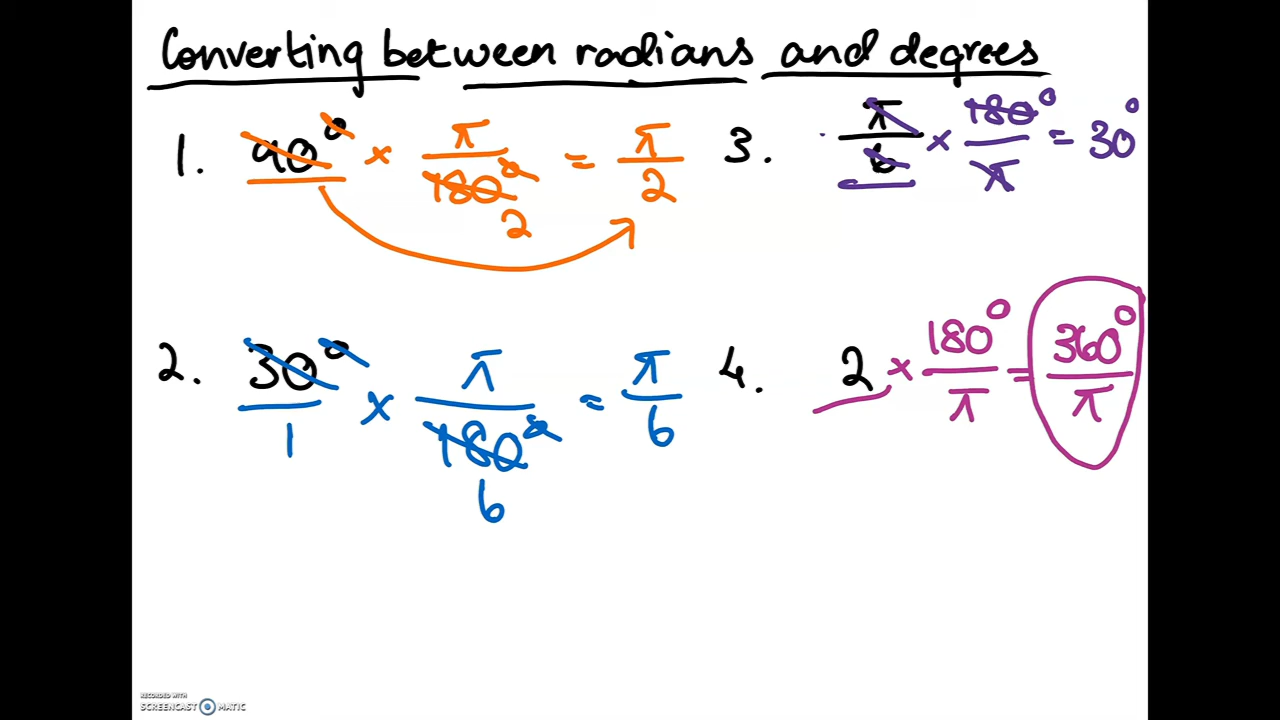 Converting between radians and degrees
1. 90° × π/180° = π/2
2
3. π/6 × 180°/π = 30°
2. 30°/1 × π/180° = π/6
6
4. 2 × 180°/π = 360°/π
RECORDED WITH
SCREENCAST MATIC